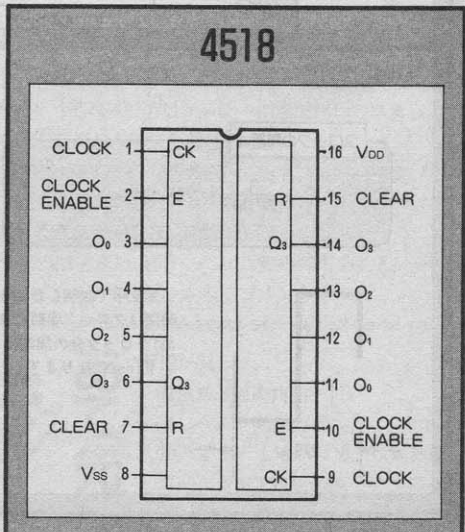 4518
CLOCK 1 CK
16 VDD
CLOCK ENABLE 2 E
R 15 CLEAR
O0 3
Q3 14 O3
O1 4
13 O2
O2 5
12 O1
O3 6 Q3
11 O0
CLEAR 7 R
E 10 CLOCK ENABLE
VSS 8
CK 9 CLOCK